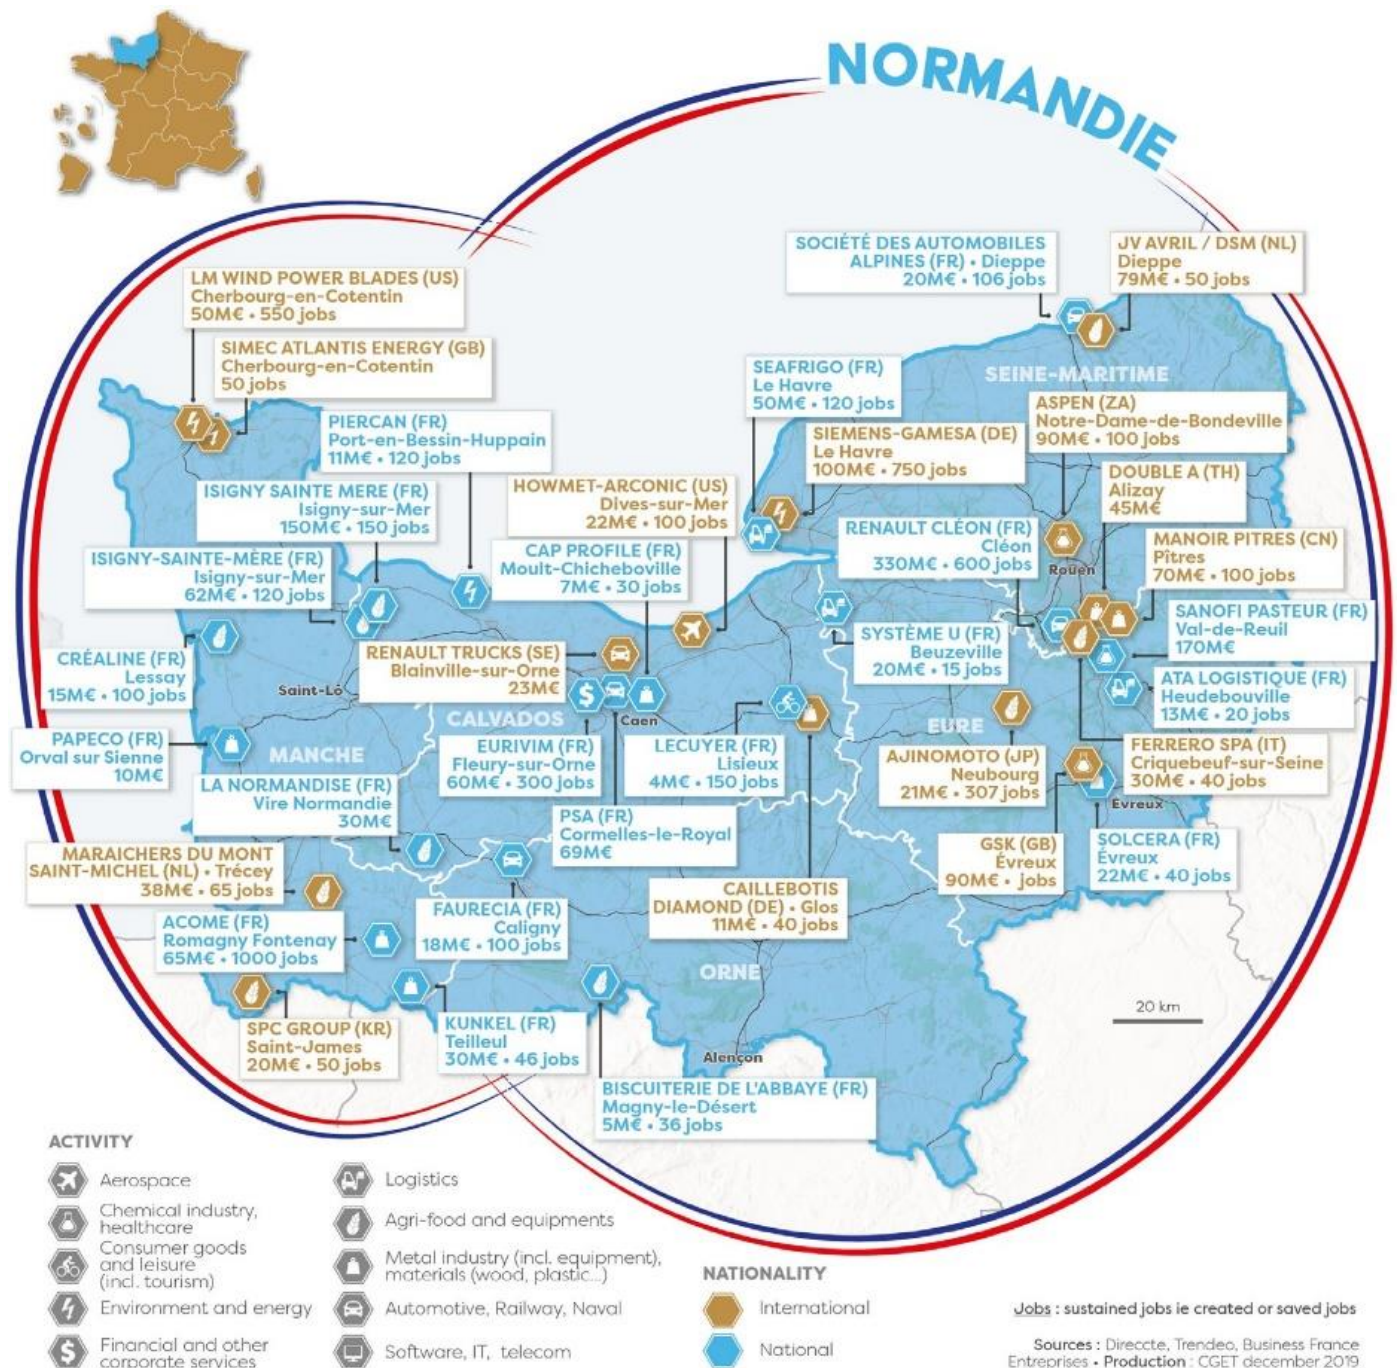 NORMANDIE
SOCIÉTÉ DES AUTOMOBILES
ALPINES (FR) • Dieppe
20M€ • 106 jobs
JV AVRIL / DSM (NL)
Dieppe
79M€ • 50 jobs
LM WIND POWER BLADES (US)
Cherbourg-en-Cotentin
50M€ • 550 jobs
SIMEC ATLANTIS ENERGY (GB)
Cherbourg-en-Cotentin
50 jobs
SEAFRIGO (FR)
Le Havre
50M€ • 120 jobs
SEINE-MARITIME
ASPEN (ZA)
Notre-Dame-de-Bondeville
90M€ • 100 jobs
PIERCAN (FR)
Port-en-Bessin-Huppain
11M€ • 120 jobs
SIEMENS-GAMESA (DE)
Le Havre
100M€ • 750 jobs
DOUBLE A (TH)
Alizay
45M€
ISIGNY SAINTE MERE (FR)
Isigny-sur-Mer
150M€ • 150 jobs
HOWMET-ARCONIC (US)
Dives-sur-Mer
22M€ • 100 jobs
RENAULT CLÉON (FR)
Cléon
330M€ • 600 jobs
MANOIR PITRES (CN)
Pîtres
70M€ • 100 jobs
ISIGNY-SAINTE-MÈRE (FR)
Isigny-sur-Mer
62M€ • 120 jobs
CAP PROFILE (FR)
Moult-Chicheboville
7M€ • 30 jobs
Rouen
SANOFI PASTEUR (FR)
Val-de-Reuil
170M€
CRÉALINE (FR)
Lessay
15M€ • 100 jobs
RENAULT TRUCKS (SE)
Blainville-sur-Orne
23M€
SYSTÈME U (FR)
Beuzeville
20M€ • 15 jobs
ATA LOGISTIQUE (FR)
Heudebouville
13M€ • 20 jobs
Saint-Lô
CALVADOS
Caen
EURE
PAPECO (FR)
Orval sur Sienne
10M€
MANCHE
EURIVIM (FR)
Fleury-sur-Orne
60M€ • 300 jobs
LECUYER (FR)
Lisieux
4M€ • 150 jobs
AJINOMOTO (JP)
Neubourg
21M€ • 307 jobs
FERRERO SPA (IT)
Criquebeuf-sur-Seine
30M€ • 40 jobs
LA NORMANDISE (FR)
Vire Normandie
30M€
PSA (FR)
Cormelles-le-Royal
69M€
Évreux
MARAICHERS DU MONT
SAINT-MICHEL (NL) • Trécey
38M€ • 65 jobs
GSK (GB)
Évreux
90M€ • jobs
SOLCERA (FR)
Évreux
22M€ • 40 jobs
ACOME (FR)
Romagny Fontenay
65M€ • 1000 jobs
FAURECIA (FR)
Caligny
18M€ • 100 jobs
CAILLEBOTIS
DIAMOND (DE) • Glos
11M€ • 40 jobs
ORNE
SPC GROUP (KR)
Saint-James
20M€ • 50 jobs
KUNKEL (FR)
Teilleul
30M€ • 46 jobs
Alençon
20 km
BISCUITERIE DE L'ABBAYE (FR)
Magny-le-Désert
5M€ • 36 jobs
ACTIVITY
Aerospace
Chemical industry,
healthcare
Consumer goods
and leisure
(incl. tourism)
Environment and energy
$
Financial and other
corporate services
Logistics
Agri-food and equipments
Metal industry (incl. equipment),
materials (wood, plastic...)
Automotive, Railway, Naval
Software, IT, telecom
NATIONALITY
International
National
Jobs : sustained jobs ie created or saved jobs
Sources : Direccte, Trendeo, Business France
Entreprises • Production : CGET december 2019